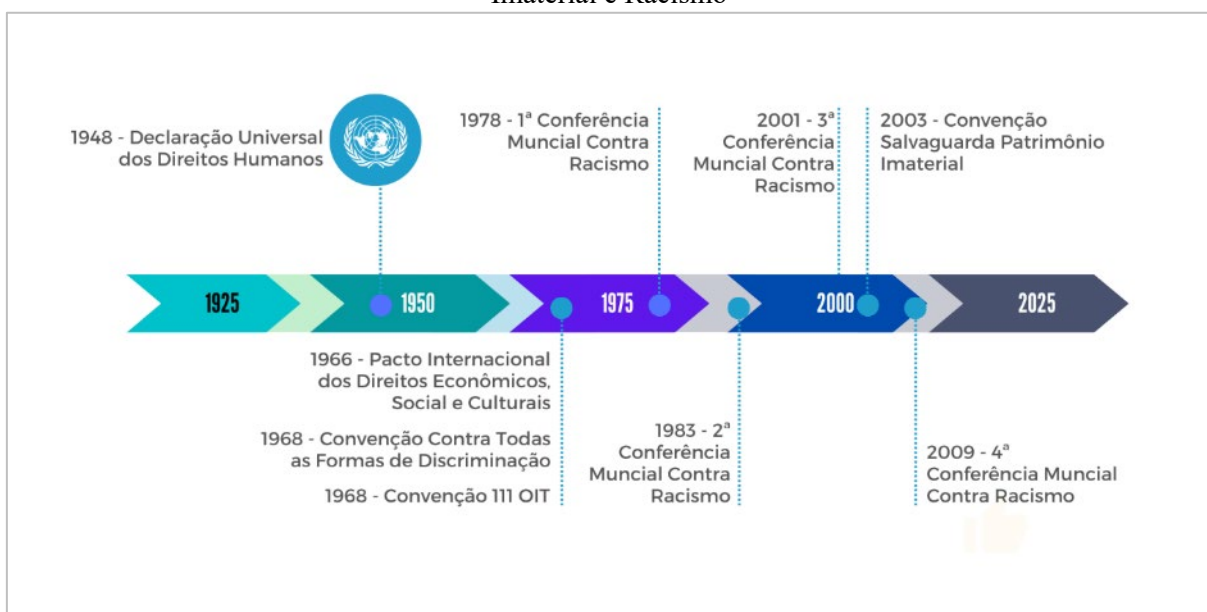 Imaterial e Racismo
1948 - Declaração Universal
dos Direitos Humanos
1978 - 1ª Conferência
Muncial Contra
Racismo
2001 - 3ª
Conferência
Muncial Contra
Racismo
2003 - Convenção
Salvaguarda Patrimônio
Imaterial
1925
1950
1975
2000
2025
1966 - Pacto Internacional
dos Direitos Econômicos,
Social e Culturais
1968 - Convenção Contra Todas
as Formas de Discriminação
1968 - Convenção 111 OIT
1983 - 2ª
Conferência
Muncial Contra
Racismo
2009 - 4ª
Conferência Muncial
Contra Racismo